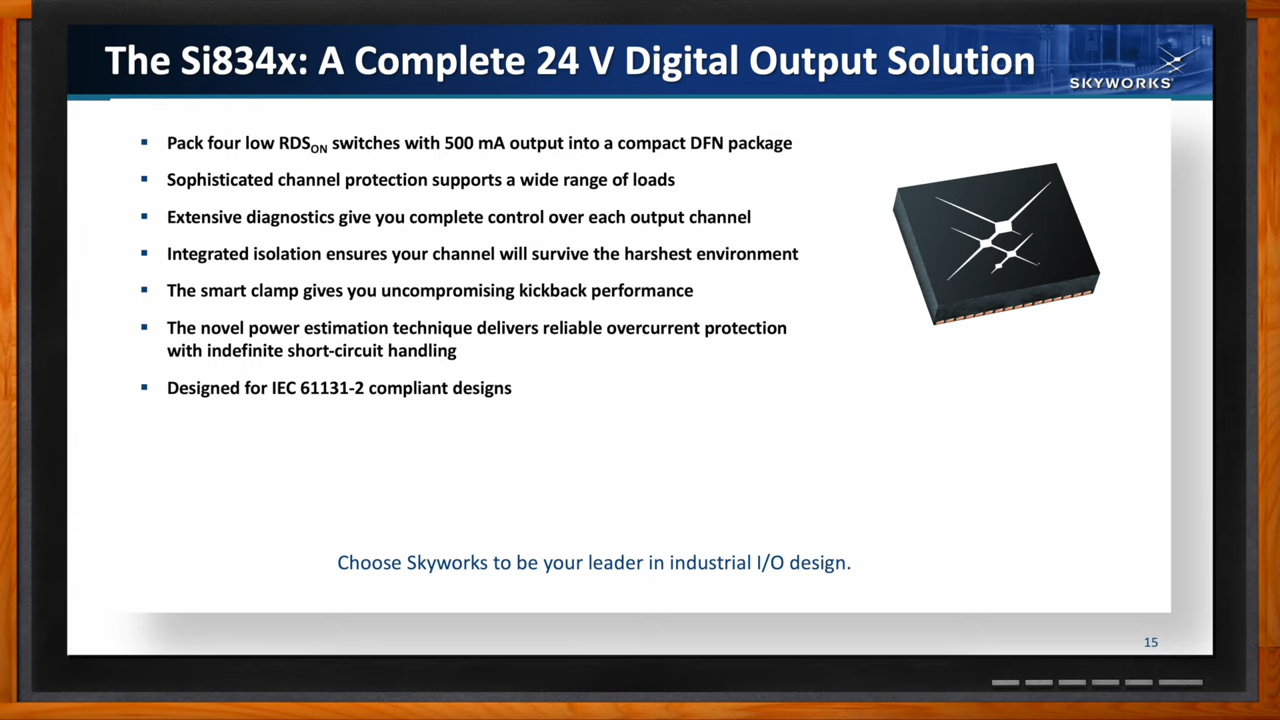 The Si834x: A Complete 24 V Digital Output Solution
SKYWORKS
▪ Pack four low RDSON switches with 500 mA output into a compact DFN package
▪ Sophisticated channel protection supports a wide range of loads
▪ Extensive diagnostics give you complete control over each output channel
▪ Integrated isolation ensures your channel will survive the harshest environment
▪ The smart clamp gives you uncompromising kickback performance
▪ The novel power estimation technique delivers reliable overcurrent protection
with indefinite short-circuit handling
▪ Designed for IEC 61131-2 compliant designs
Choose Skyworks to be your leader in industrial I/O design.
15